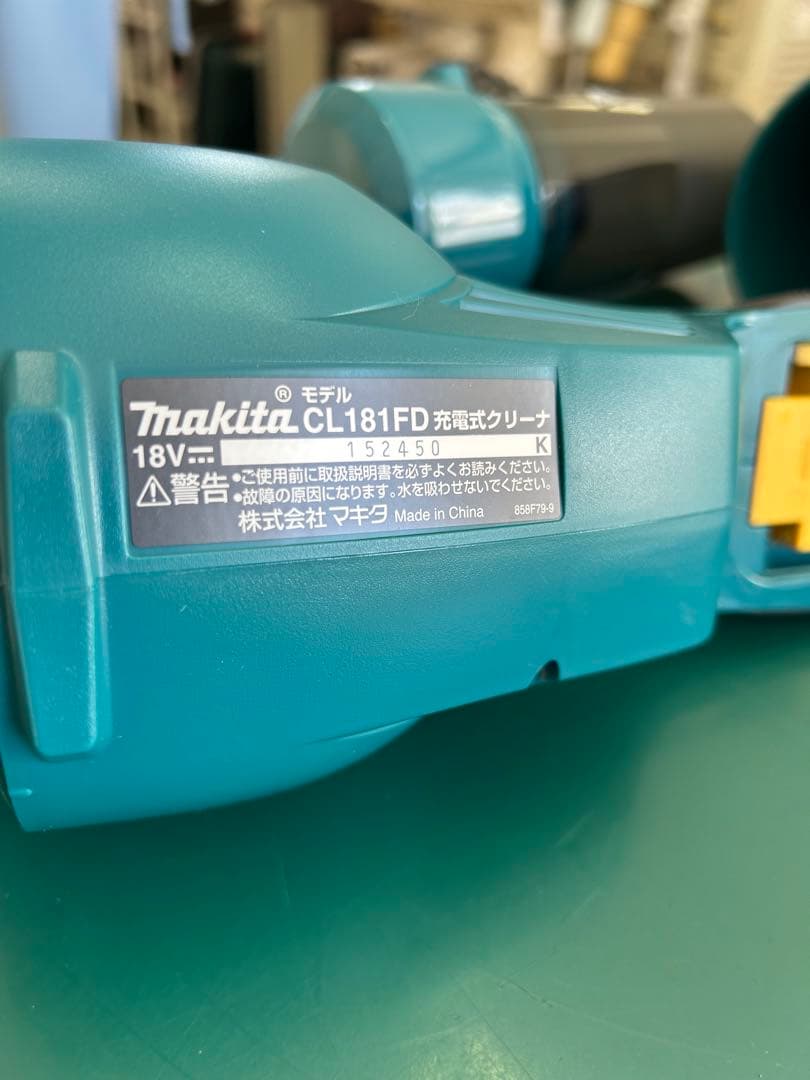 makita® モデル CL181FD 充電式クリーナ
18V⎓ 152450 K
⚠警告 •ご使用前に取扱説明書を必ずよくお読みください。
•故障の原因になります。水を吸わせないでください。
株式会社 マキタ Made in China 858F79-9